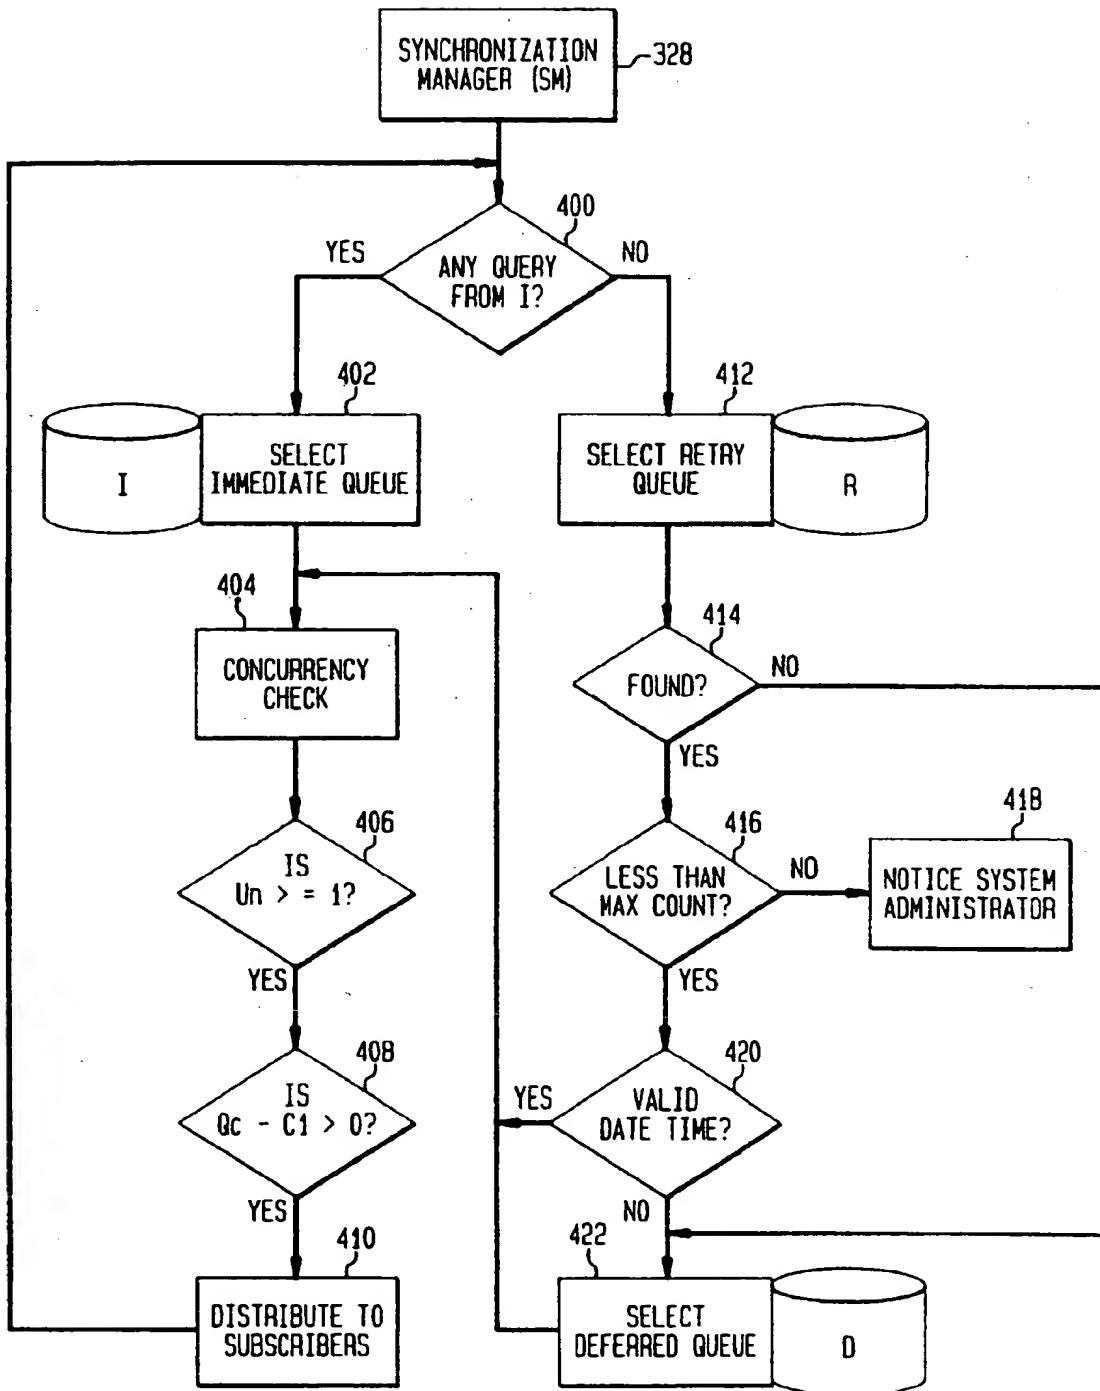 SYNCHRONIZATION
MANAGER (SM)
328
400
YES
NO
ANY QUERY
FROM I?
402
412
I
SELECT
IMMEDIATE QUEUE
SELECT RETRY
QUEUE
R
404
414
CONCURRENCY
CHECK
FOUND?
NO
YES
406
416
418
IS
Un > = 1?
LESS THAN
MAX COUNT?
NO
NOTICE SYSTEM
ADMINISTRATOR
YES
YES
408
420
IS
Qc - C1 > 0?
YES
VALID
DATE TIME?
YES
NO
410
422
DISTRIBUTE TO
SUBSCRIBERS
SELECT
DEFERRED QUEUE
D